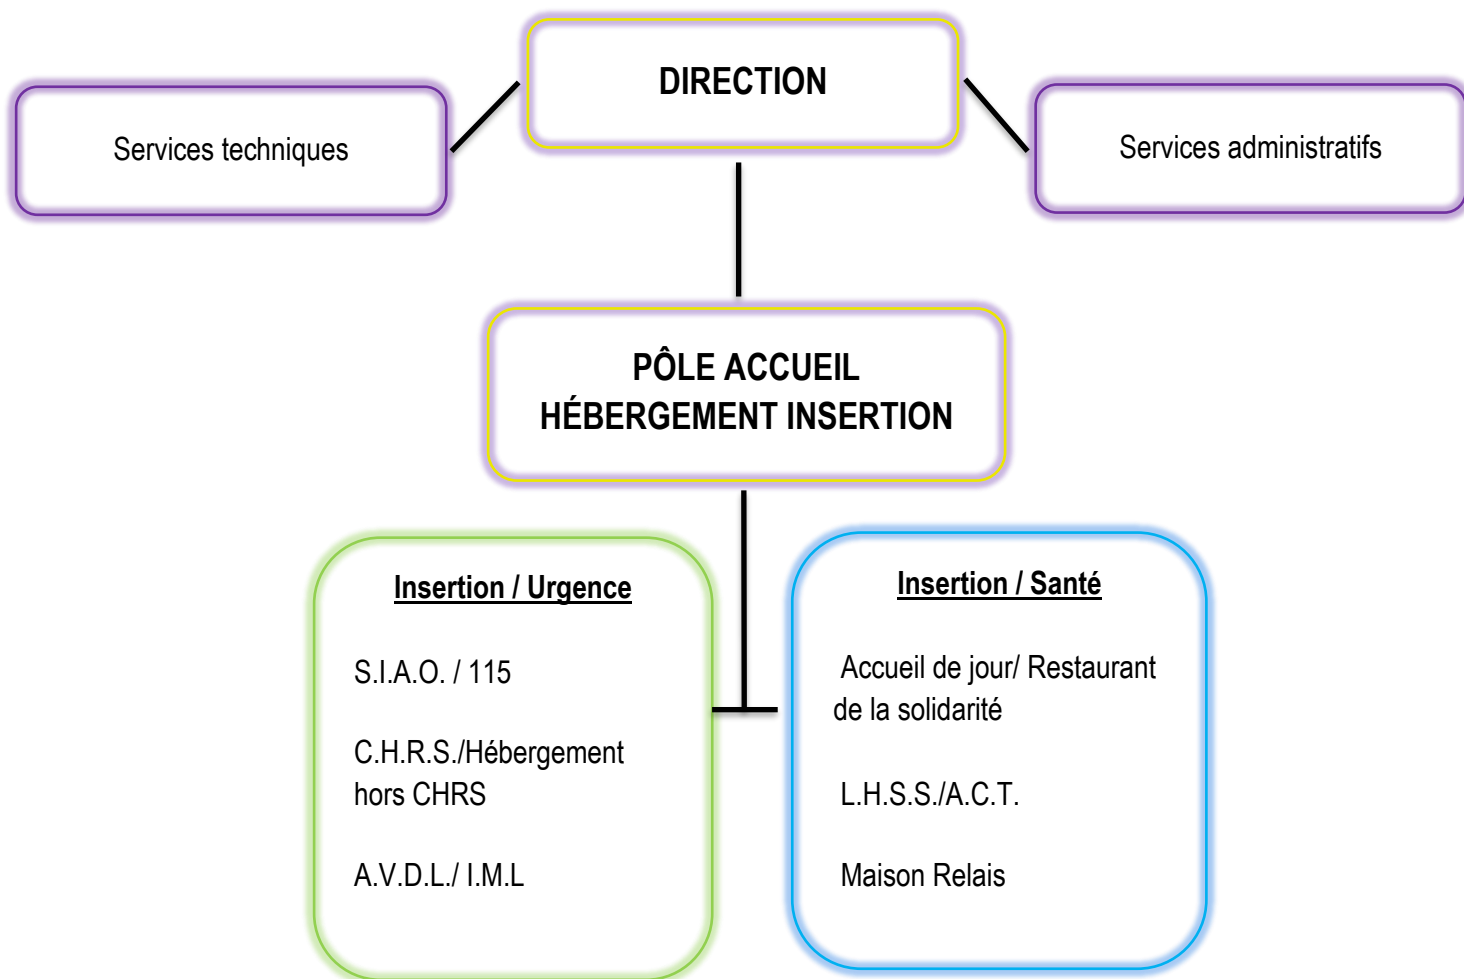 DIRECTION
Services techniques
Services administratifs
PÔLE ACCUEIL
HÉBERGEMENT INSERTION
Insertion / Urgence
S.I.A.O. / 115
C.H.R.S./Hébergement
hors CHRS
A.V.D.L./ I.M.L
Insertion / Santé
Accueil de jour/ Restaurant
de la solidarité
L.H.S.S./A.C.T.
Maison Relais